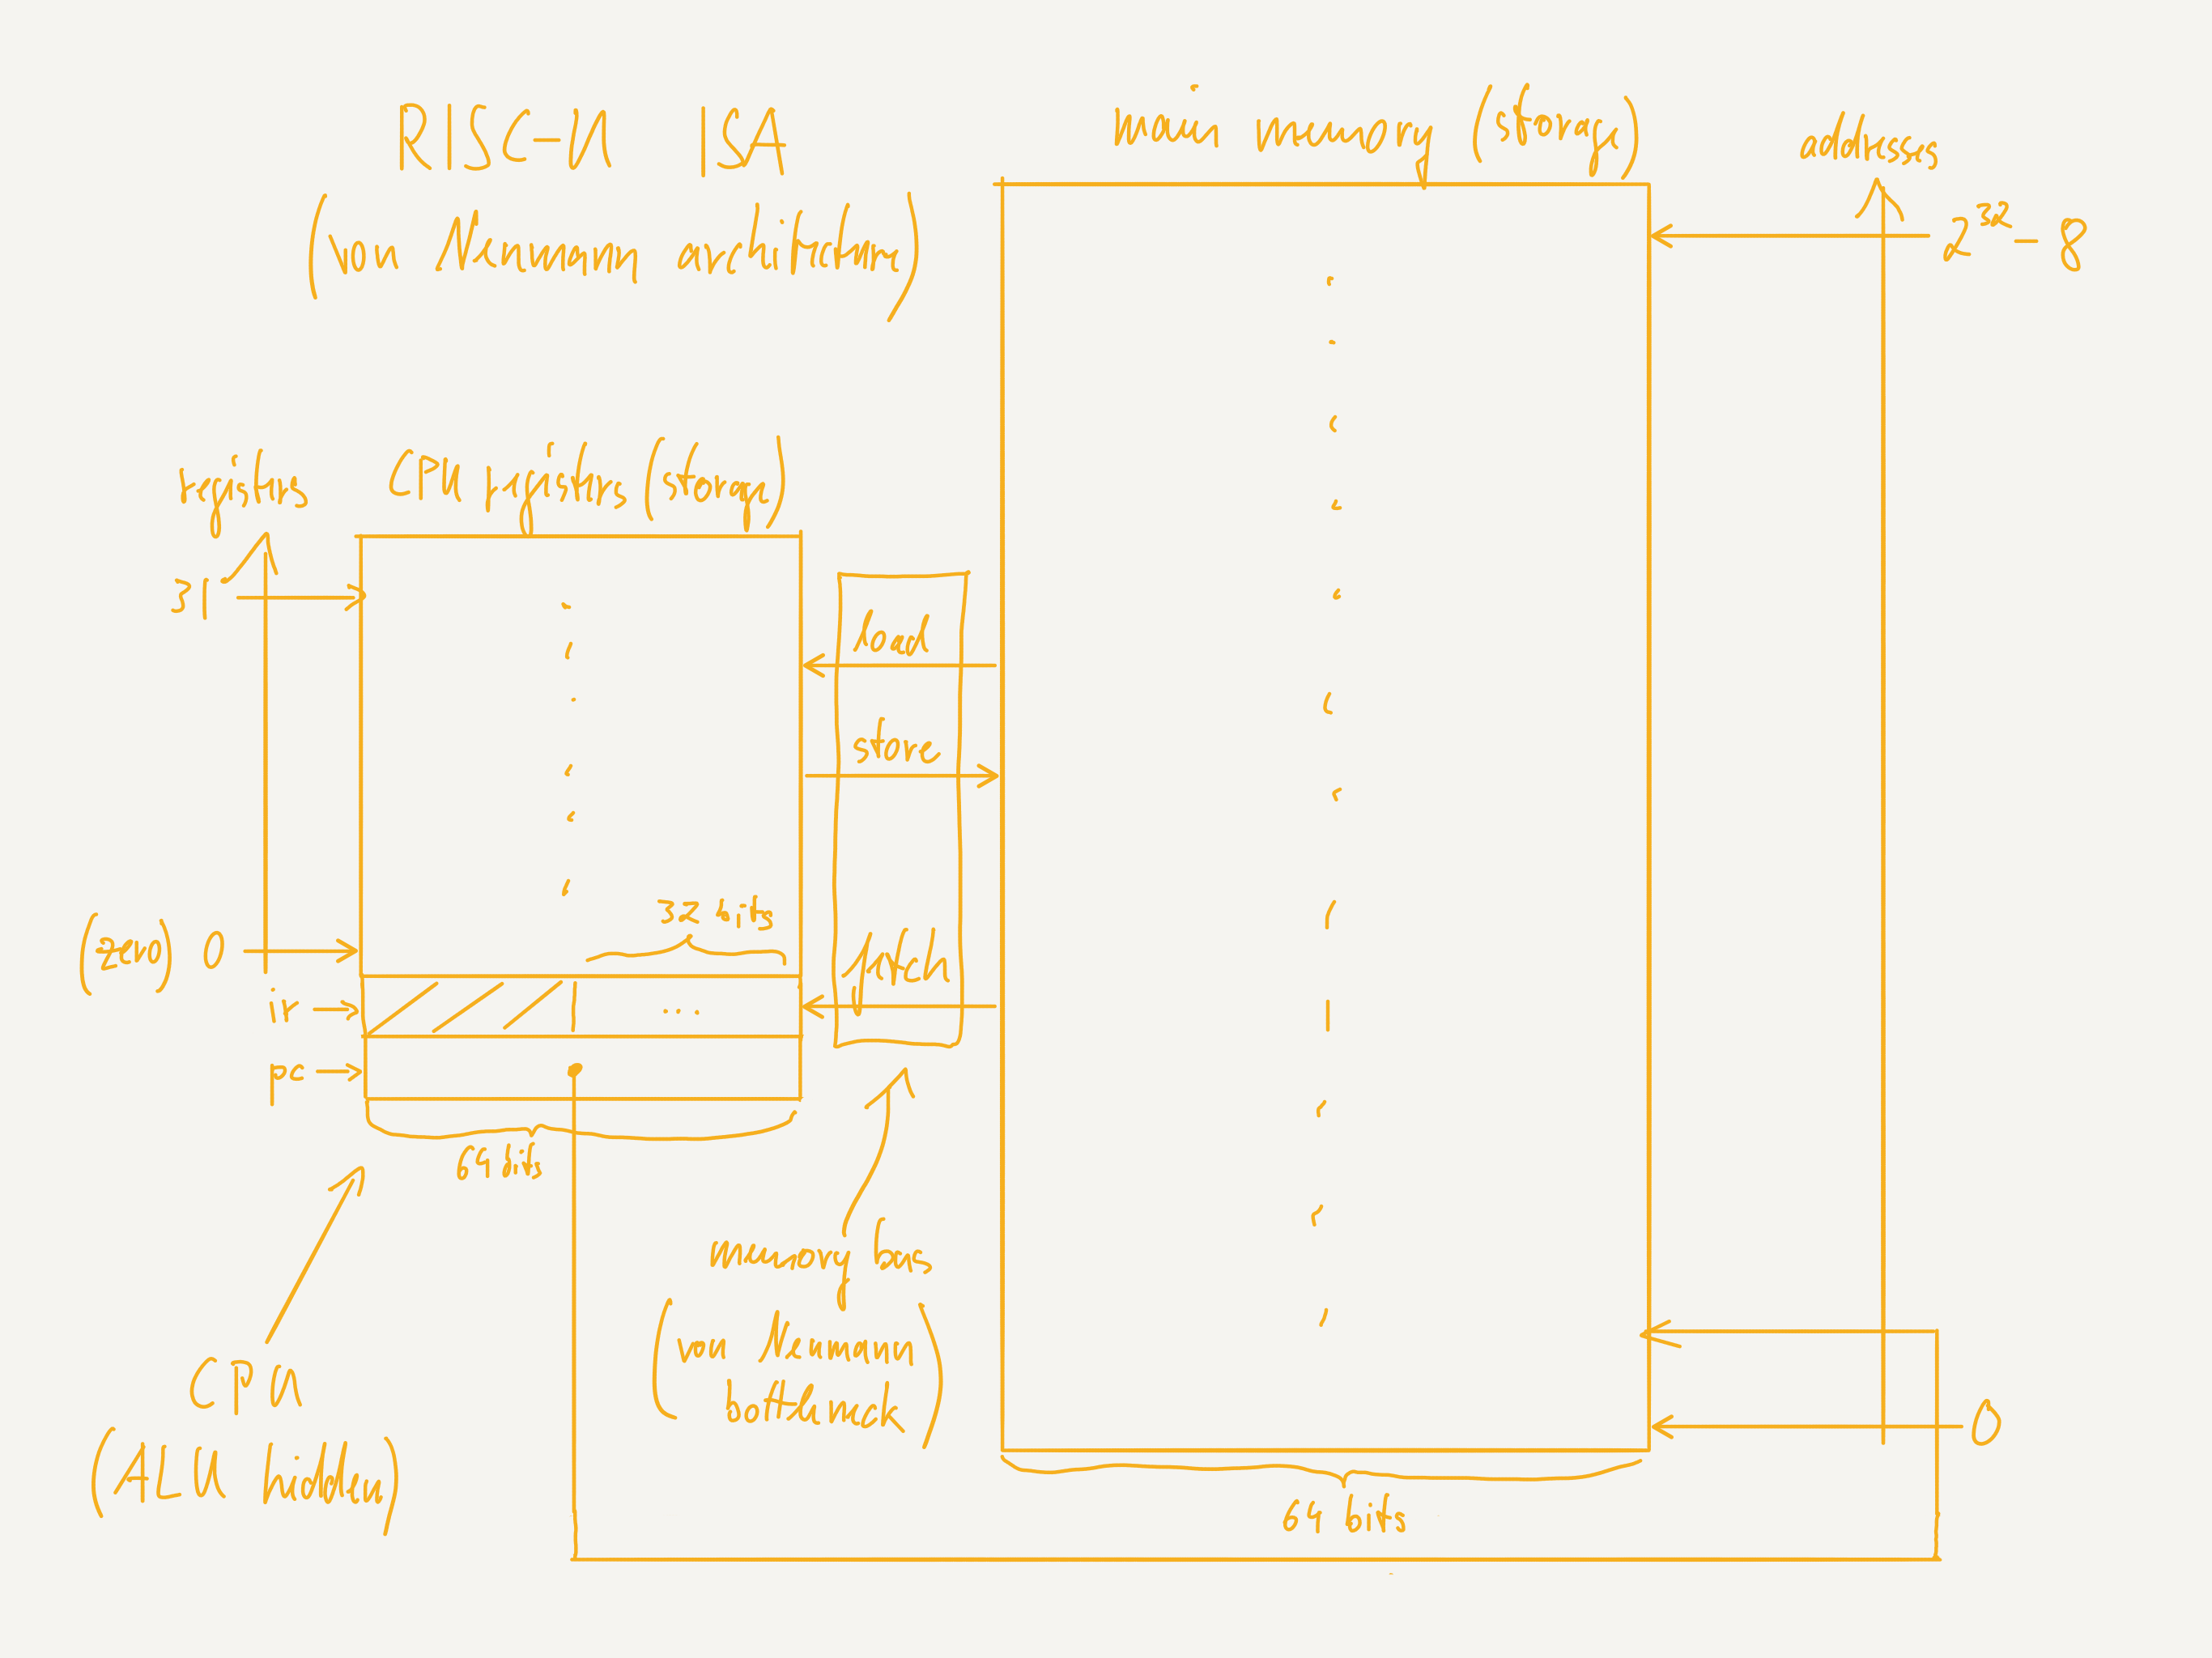 RISC-U ISA
(von Neumann architecture)
main memory (storage)
addresses
2^32 - 8
registers
CPU registers (storage)
31
load
store
32 bits
(zero) 0
fetch
ir
...
pc
64 bits
memory bus
(von Neumann
bottleneck)
CPU
(ALU hidden)
0
64 bits